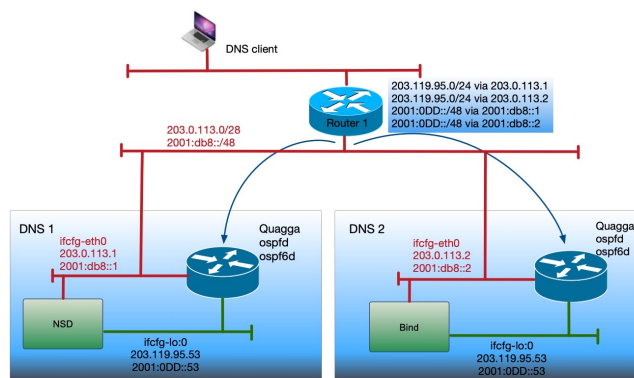 DNS client
203.119.95.0/24 via 203.0.113.1
203.119.95.0/24 via 203.0.113.2
2001:0DD::/48 via 2001:db8::1
2001:0DD::/48 via 2001:db8::2
Router 1
203.0.113.0/28
2001:db8::/48
DNS 1
ifcfg-eth0
203.0.113.1
2001:db8::1
Quagga
ospfd
ospf6d
NSD
ifcfg-lo:0
203.119.95.53
2001:0DD::53
DNS 2
ifcfg-eth0
203.0.113.2
2001:db8::2
Quagga
ospfd
ospf6d
Bind
ifcfg-lo:0
203.119.95.53
2001:0DD::53